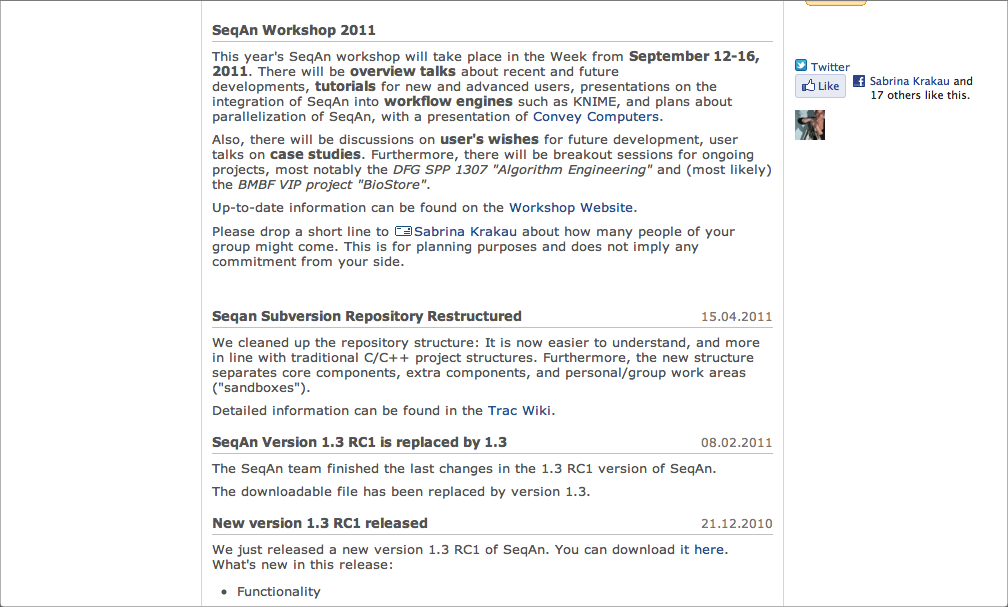 SeqAn Workshop 2011
This year's SeqAn workshop will take place in the Week from September 12-16,
2011. There will be overview talks about recent and future
developments, tutorials for new and advanced users, presentations on the
integration of SeqAn into workflow engines such as KNIME, and plans about
parallelization of SeqAn, with a presentation of Convey Computers.
Also, there will be discussions on user's wishes for future development, user
talks on case studies. Furthermore, there will be breakout sessions for ongoing
projects, most notably the DFG SPP 1307 "Algorithm Engineering" and (most likely)
the BMBF VIP project "BioStore".
Up-to-date information can be found on the Workshop Website.
Please drop a short line to Sabrina Krakau about how many people of your
group might come. This is for planning purposes and does not imply any
commitment from your side.
Seqan Subversion Repository Restructured 15.04.2011
We cleaned up the repository structure: It is now easier to understand, and more
in line with traditional C/C++ project structures. Furthermore, the new structure
separates core components, extra components, and personal/group work areas
("sandboxes").
Detailed information can be found in the Trac Wiki.
SeqAn Version 1.3 RC1 is replaced by 1.3 08.02.2011
The SeqAn team finished the last changes in the 1.3 RC1 version of SeqAn.
The downloadable file has been replaced by version 1.3.
New version 1.3 RC1 released 21.12.2010
We just released a new version 1.3 RC1 of SeqAn. You can download it here.
What's new in this release:
• Functionality
Twitter
Like
Sabrina Krakau and
17 others like this.